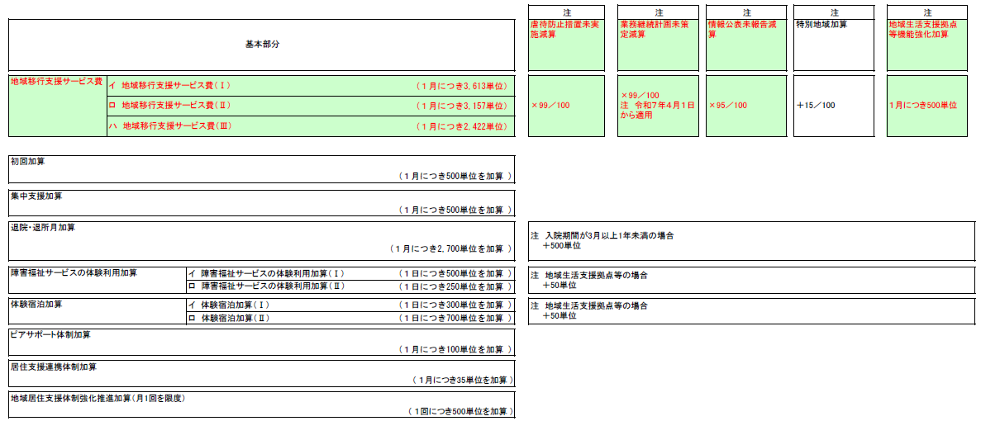 基本部分
注
虐待防止措置未実
施減算
注
業務継続計画未策
定減算
注
情報公表未報告減
算
注
特別地域加算
注
地域生活支援拠点
等機能強化加算
地域移行支援サービス費
イ 地域移行支援サービス費(Ⅰ) (1月につき3,613単位)
ロ 地域移行支援サービス費(Ⅱ) (1月につき3,157単位)
ハ 地域移行支援サービス費(Ⅲ) (1月につき2,422単位)
×99/100
×99/100
注 令和7年4月1日
から適用
×95/100
+15/100
1月につき500単位
初回加算
(1月につき500単位を加算 )
集中支援加算
(1月につき500単位を加算 )
退院・退所月加算
(1月につき2,700単位を加算 )
注 入院期間が3月以上1年未満の場合
+500単位
障害福祉サービスの体験利用加算
イ 障害福祉サービスの体験利用加算(Ⅰ) (1日につき500単位を加算 )
ロ 障害福祉サービスの体験利用加算(Ⅱ) (1日につき250単位を加算 )
注 地域生活支援拠点等の場合
+50単位
体験宿泊加算
イ 体験宿泊加算(Ⅰ) (1日につき300単位を加算 )
ロ 体験宿泊加算(Ⅱ) (1日につき700単位を加算 )
注 地域生活支援拠点等の場合
+50単位
ピアサポート体制加算
(1月につき100単位を加算 )
居住支援連携体制加算
(1月につき35単位を加算)
地域居住支援体制強化推進加算(月1回を限度)
(1回につき500単位を加算)